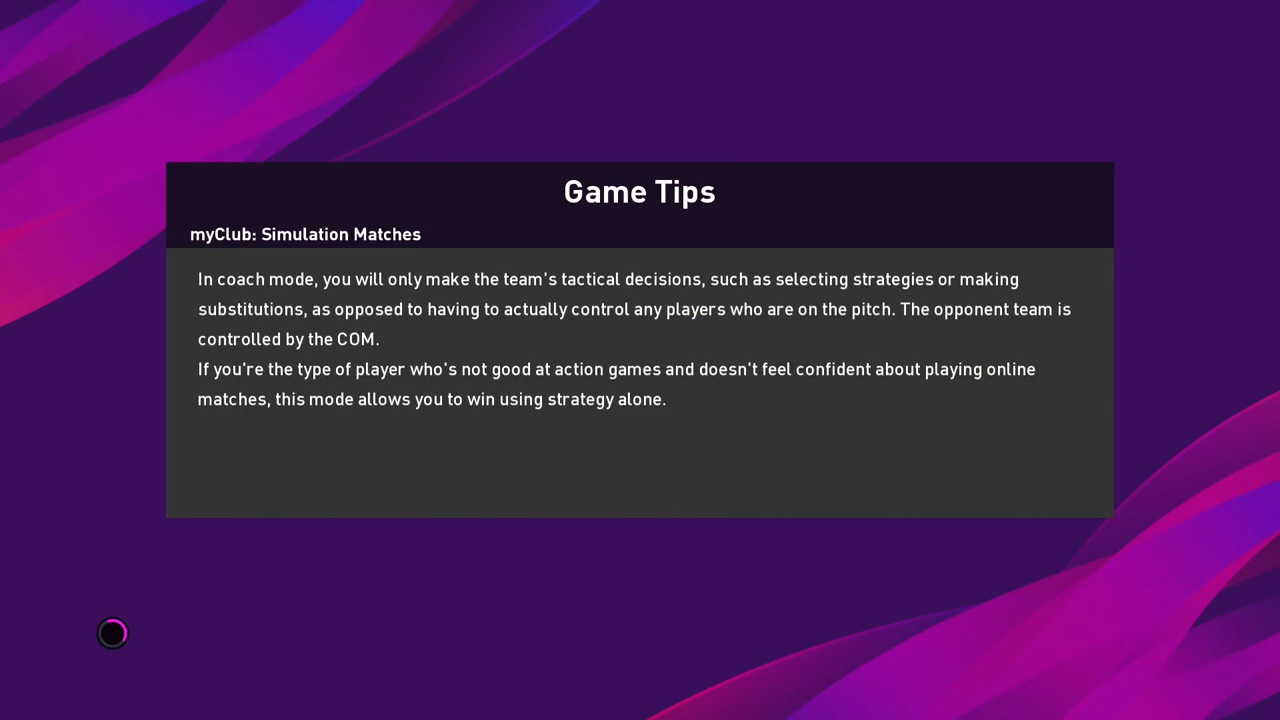 Game Tips
myClub: Simulation Matches
In coach mode, you will only make the team's tactical decisions, such as selecting strategies or making
substitutions, as opposed to having to actually control any players who are on the pitch. The opponent team is
controlled by the COM.
If you're the type of player who's not good at action games and doesn't feel confident about playing online
matches, this mode allows you to win using strategy alone.